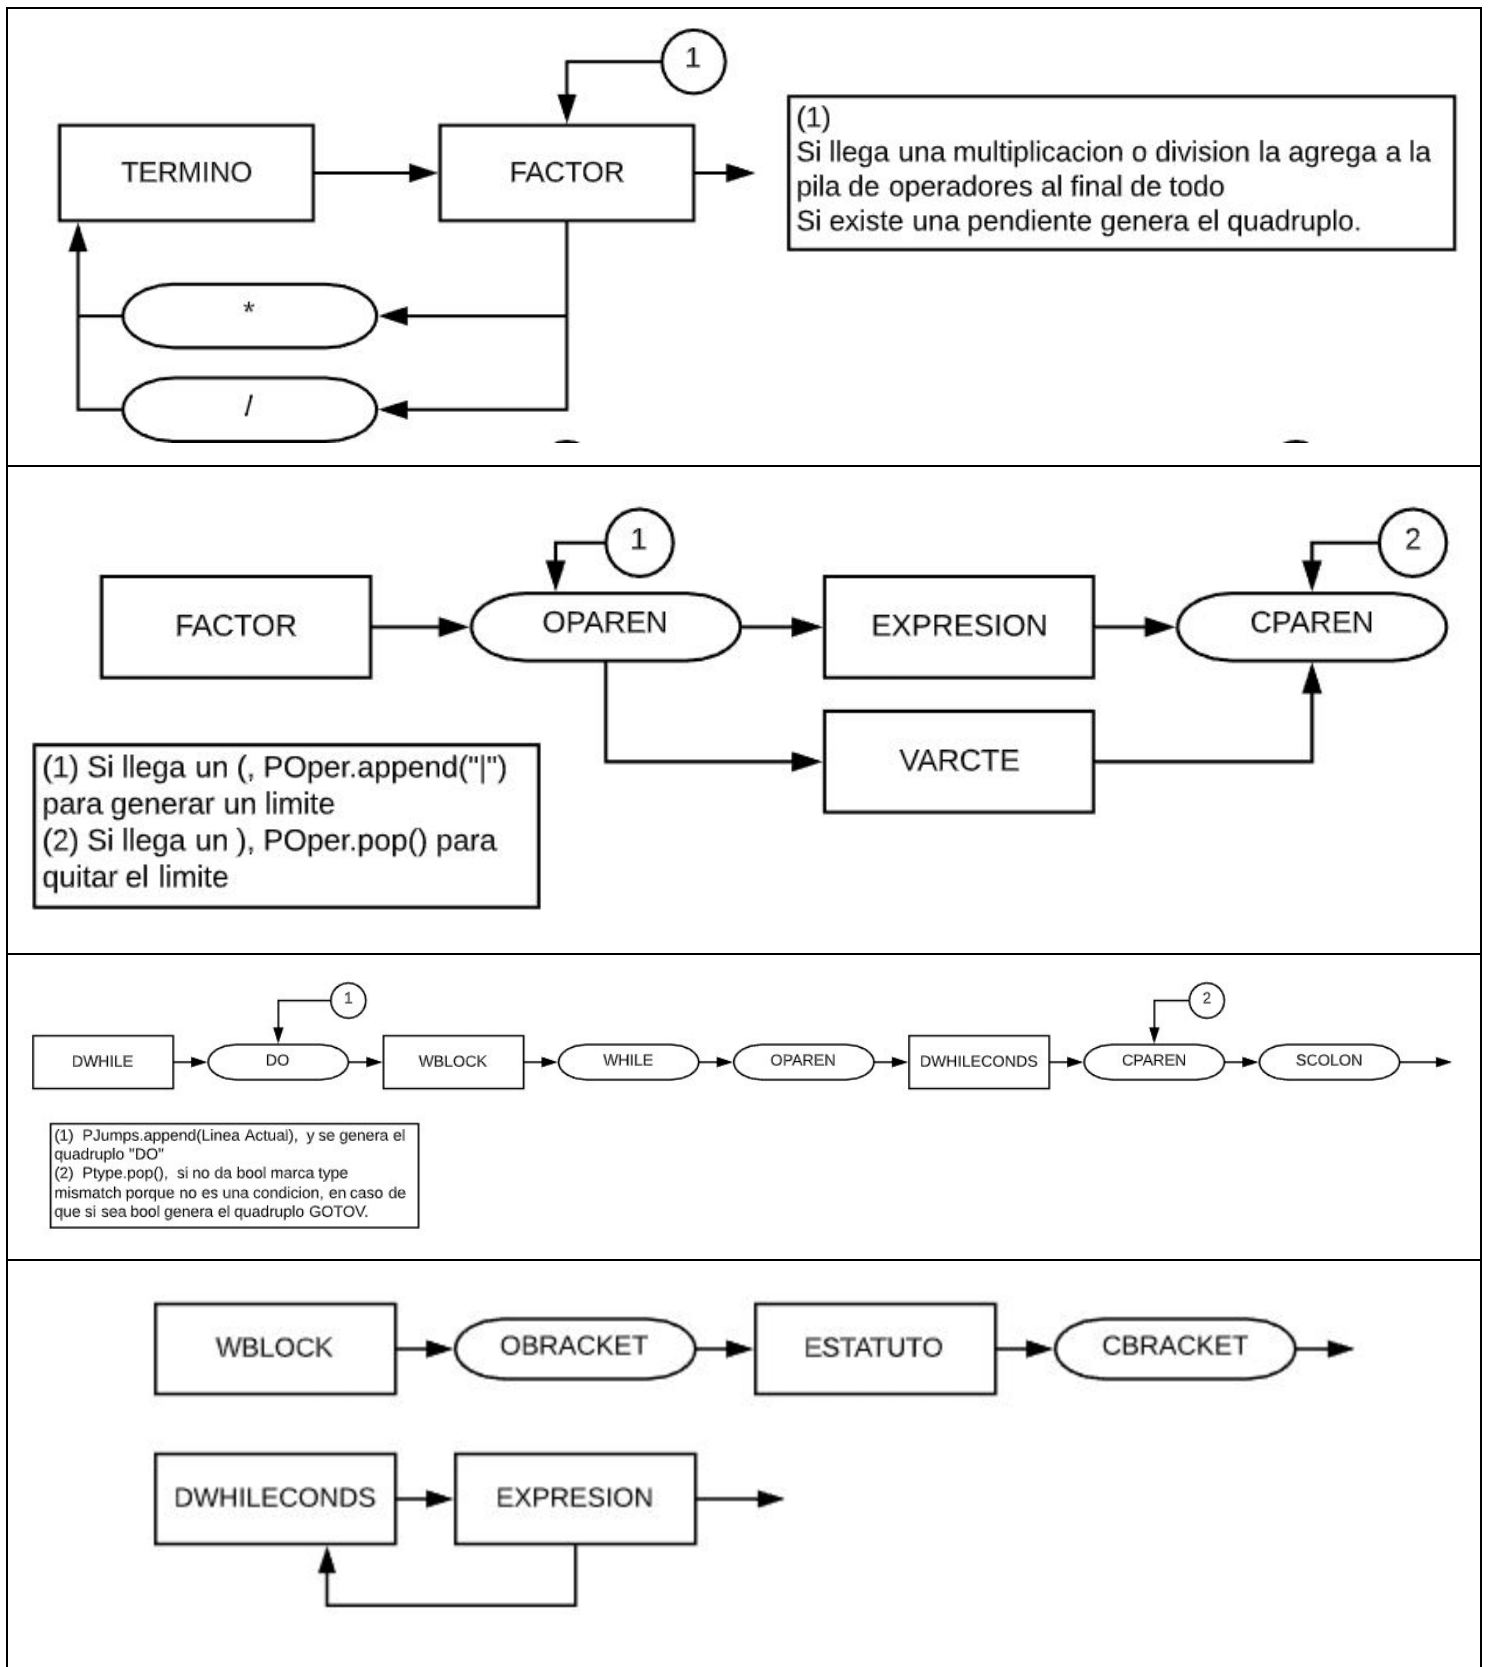 1
TERMINO
FACTOR
(1)
Si llega una multiplicacion o division la agrega a la
pila de operadores al final de todo
Si existe una pendiente genera el quadruplo.
*
/
1
2
FACTOR
OPAREN
EXPRESION
CPAREN
VARCTE
(1) Si llega un (, POper.append("|")
para generar un limite
(2) Si llega un ), POper.pop() para
quitar el limite
1
2
DWHILE
DO
WBLOCK
WHILE
OPAREN
DWHILECONDS
CPAREN
SCOLON
(1) PJumps.append(Linea Actual), y se genera el
quadruplo "DO"
(2) Ptype.pop(), si no da bool marca type
mismatch porque no es una condicion, en caso de
que si sea bool genera el quadruplo GOTOV.
WBLOCK
OBRACKET
ESTATUTO
CBRACKET
DWHILECONDS
EXPRESION